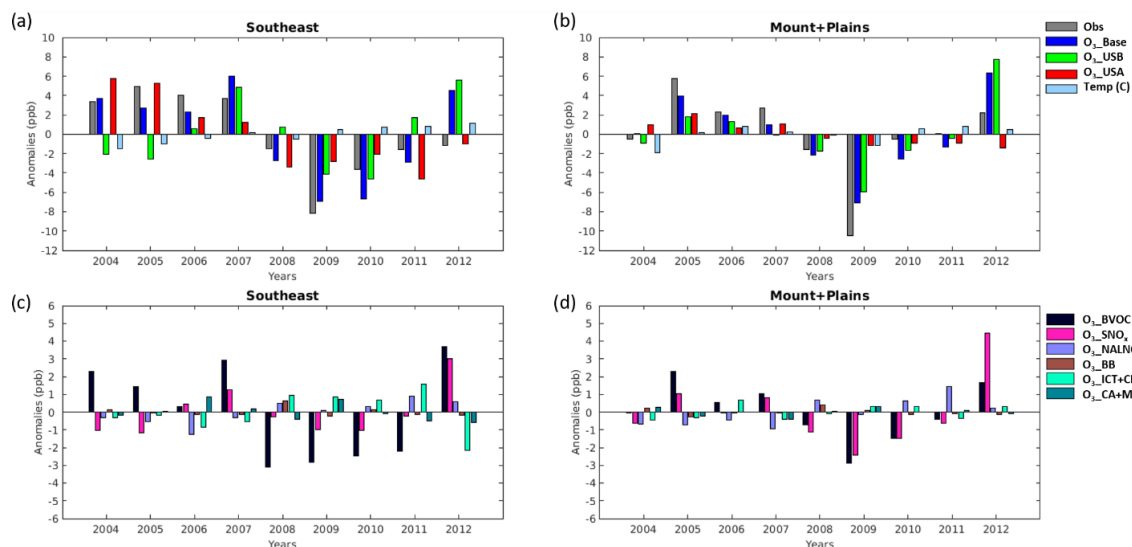 (a)
Southeast
10
8
6
4
2
0
-2
-4
-6
-8
-10
-12
Anomalies (ppb)
2004 2005 2006 2007 2008 2009 2010 2011 2012
Years
(b)
Mount+Plains
10
8
6
4
2
0
-2
-4
-6
-8
-10
-12
Anomalies (ppb)
2004 2005 2006 2007 2008 2009 2010 2011 2012
Years
Obs
O₃_Base
O₃_USB
O₃_USA
Temp (C)
(c)
Southeast
6
5
4
3
2
1
0
-1
-2
-3
-4
-5
-6
Anomalies (ppb)
2004 2005 2006 2007 2008 2009 2010 2011 2012
Years
(d)
Mount+Plains
6
5
4
3
2
1
0
-1
-2
-3
-4
-5
-6
Anomalies (ppb)
2004 2005 2006 2007 2008 2009 2010 2011 2012
Years
O₃_BVOC
O₃_SNOₓ
O₃_BB